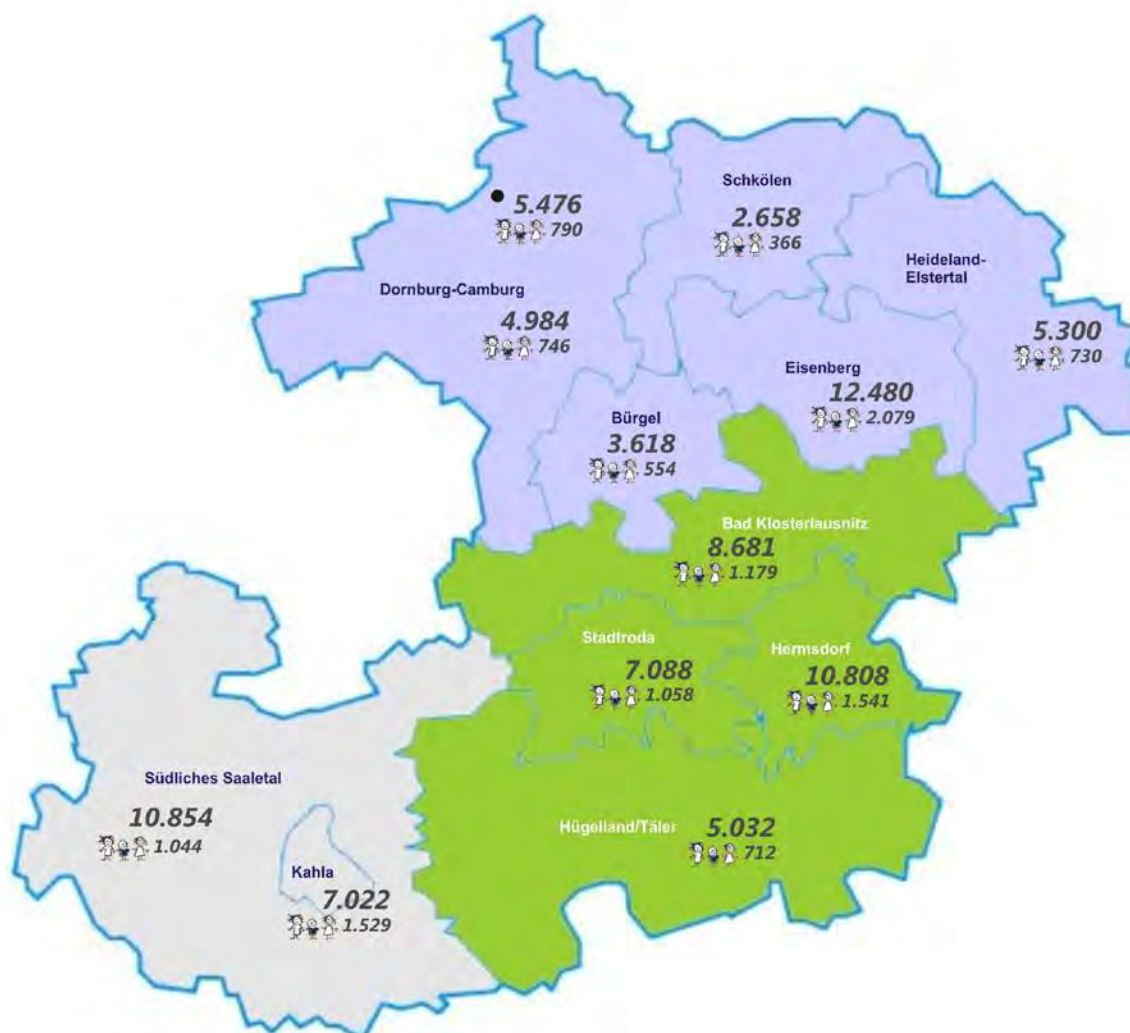 5.476
790
Schkölen
2.658
366
Heideland-
Elstertal
5.300
730
Dornburg-Camburg
4.984
746
Eisenberg
12.480
2.079
Bürgel
3.618
554
Bad Klosterlausnitz
8.681
1.179
Stadtroda
7.088
1.058
Hermsdorf
10.808
1.541
Südliches Saaletal
10.854
1.044
Kahla
7.022
1.529
Hügelland/Täler
5.032
712